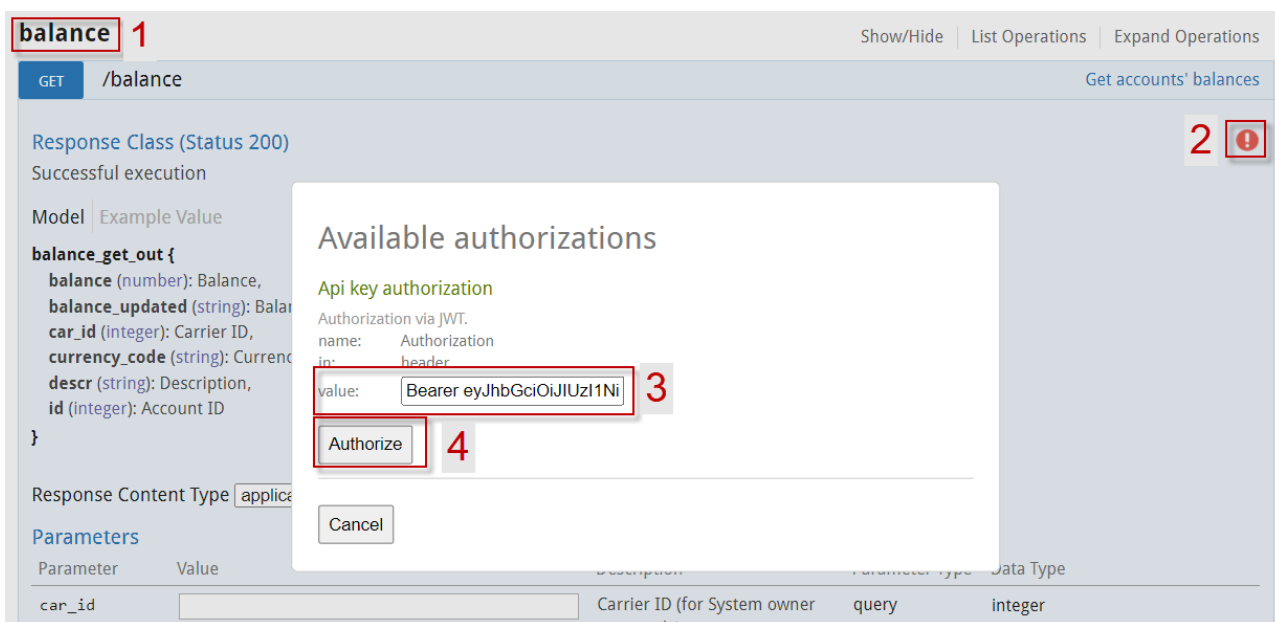 balance 1 Show/Hide List Operations Expand Operations
GET /balance Get accounts' balances
Response Class (Status 200) 2
Successful execution
Model Example Value
balance_get_out {
balance (number): Balance,
balance_updated (string):
car_id (integer): Carrier ID,
currency_code (string):
descr (string): Description,
id (integer): Account ID
}
Response Content Type
Parameters
Parameter Value Description Parameter Type Data Type
car_id Carrier ID (for System owner query integer
Available authorizations
Api key authorization
Authorization via JWT.
name: Authorization
in: header
value: Bearer eyJhbGciOiJIUzI1Ni 3
Authorize 4
Cancel